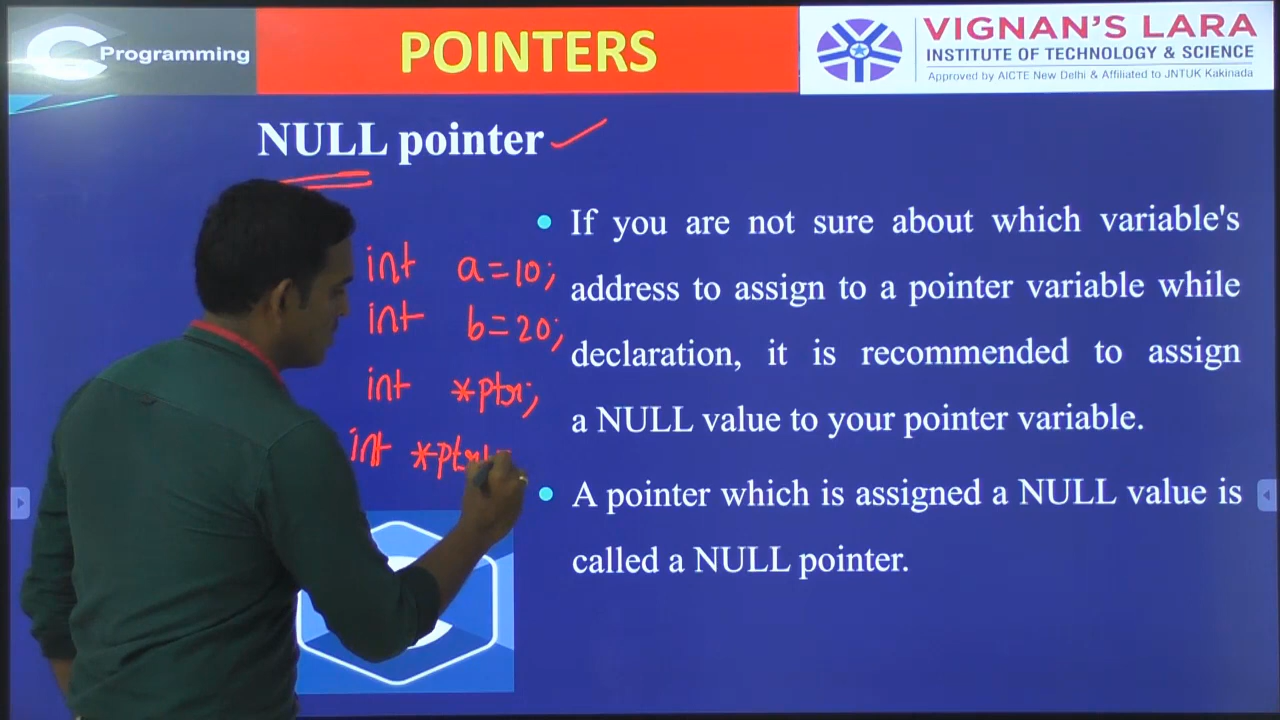 C Programming
POINTERS
VIGNAN'S LARA
INSTITUTE OF TECHNOLOGY & SCIENCE
Approved by AICTE New Delhi & Affiliated to JNTUK Kakinada
NULL pointer
int a=10;
int b=20;
int *ptr;
int
If you are not sure about which variable's
address to assign to a pointer variable while
declaration, it is recommended to assign
a NULL value to your pointer variable.
A pointer which is assigned a NULL value is
called a NULL pointer.